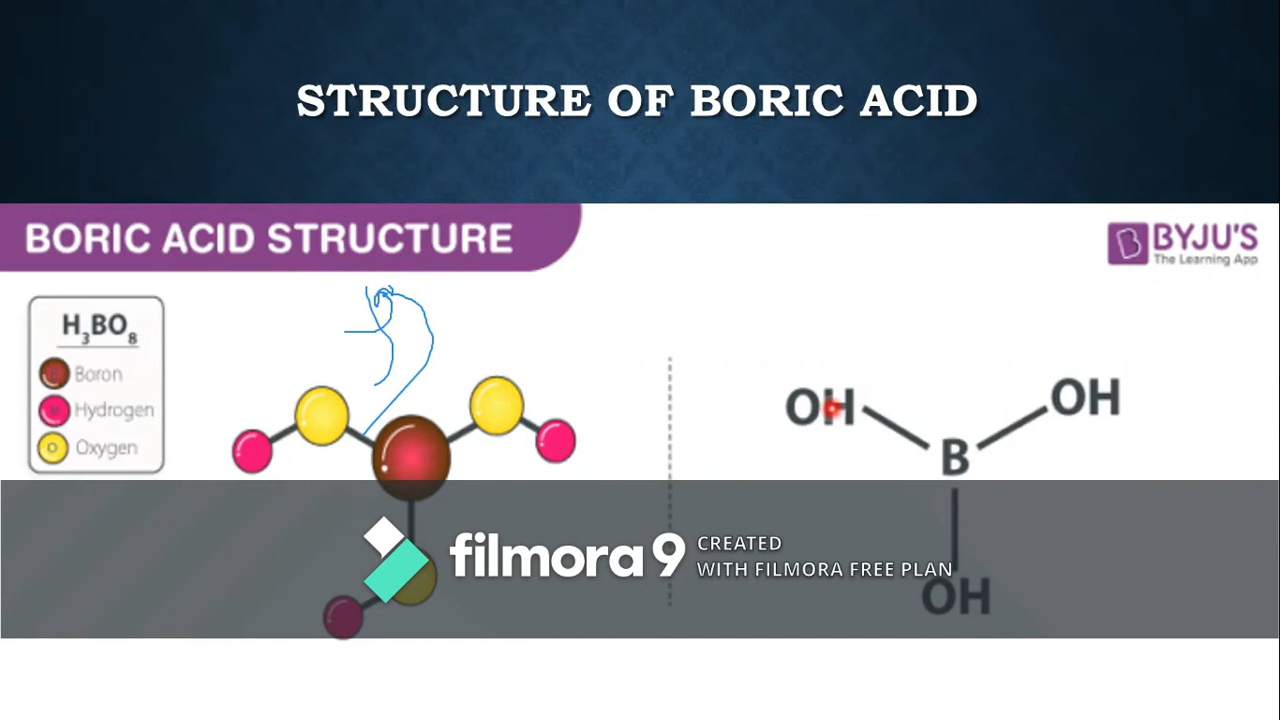 STRUCTURE OF BORIC ACID
BORIC ACID STRUCTURE
BYJU'S
The Learning App
H₃BO₈
Boron
Hydrogen
O Oxygen
OH
OH
B
OH
filmora9
CREATED
WITH FILMORA FREE PLAN